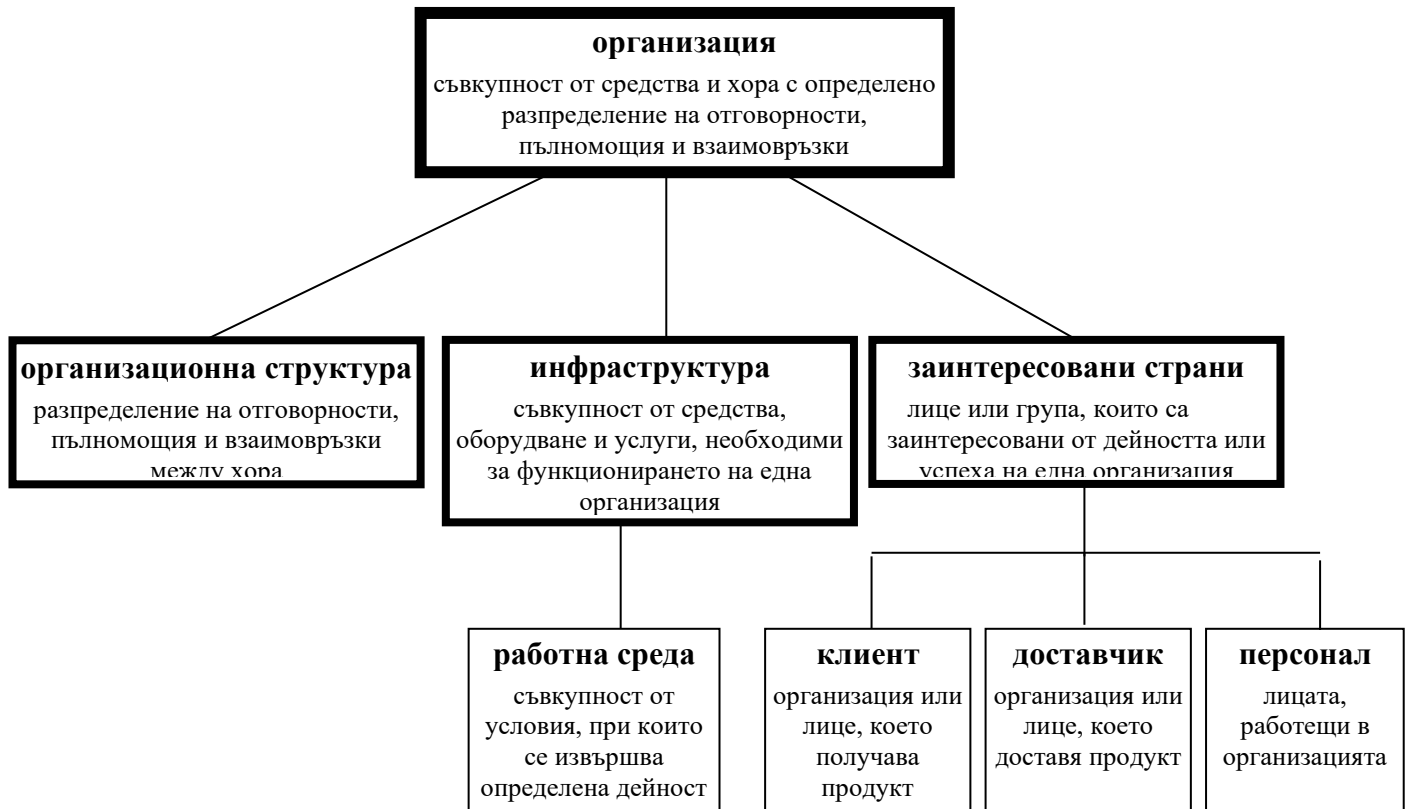 организация
съвкупност от средства и хора с определено
разпределение на отговорности,
пълномощия и взаимовръзки
организационна структура
разпределение на отговорности,
пълномощия и взаимовръзки
между хора
инфраструктура
съвкупност от средства,
оборудване и услуги, необходими
за функционирането на една
организация
заинтересовани страни
лице или група, които са
заинтересовани от дейността или
успеха на една организация
работна среда
съвкупност от
условия, при които
се извършва
определена дейност
клиент
организация или
лице, което
получава
продукт
доставчик
организация или
лице, което
доставя продукт
персонал
лицата,
работещи в
организацията